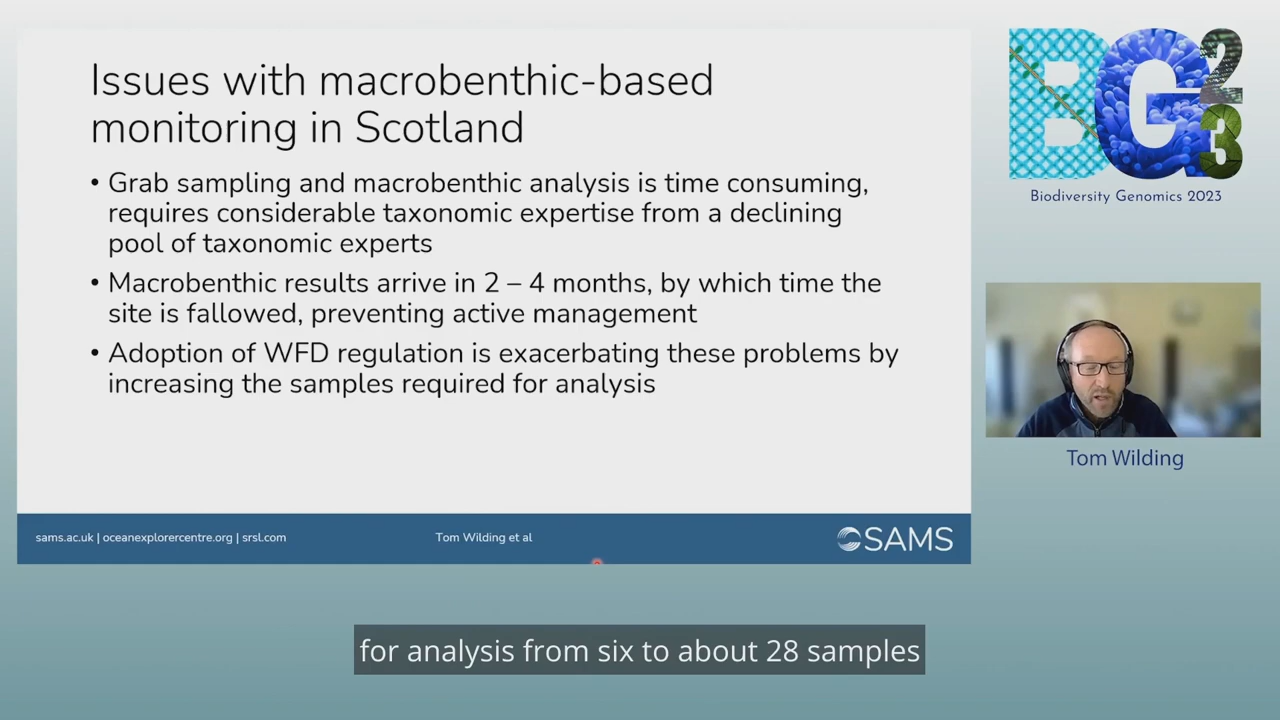 Issues with macrobenthic-based
monitoring in Scotland
• Grab sampling and macrobenthic analysis is time consuming,
requires considerable taxonomic expertise from a declining
pool of taxonomic experts
• Macrobenthic results arrive in 2 – 4 months, by which time the
site is fallowed, preventing active management
• Adoption of WFD regulation is exacerbating these problems by
increasing the samples required for analysis
sams.ac.uk | oceanexplorercentre.org | srsl.com
Tom Wilding et al
SAMS
BG23
Biodiversity Genomics 2023
Tom Wilding
for analysis from six to about 28 samples